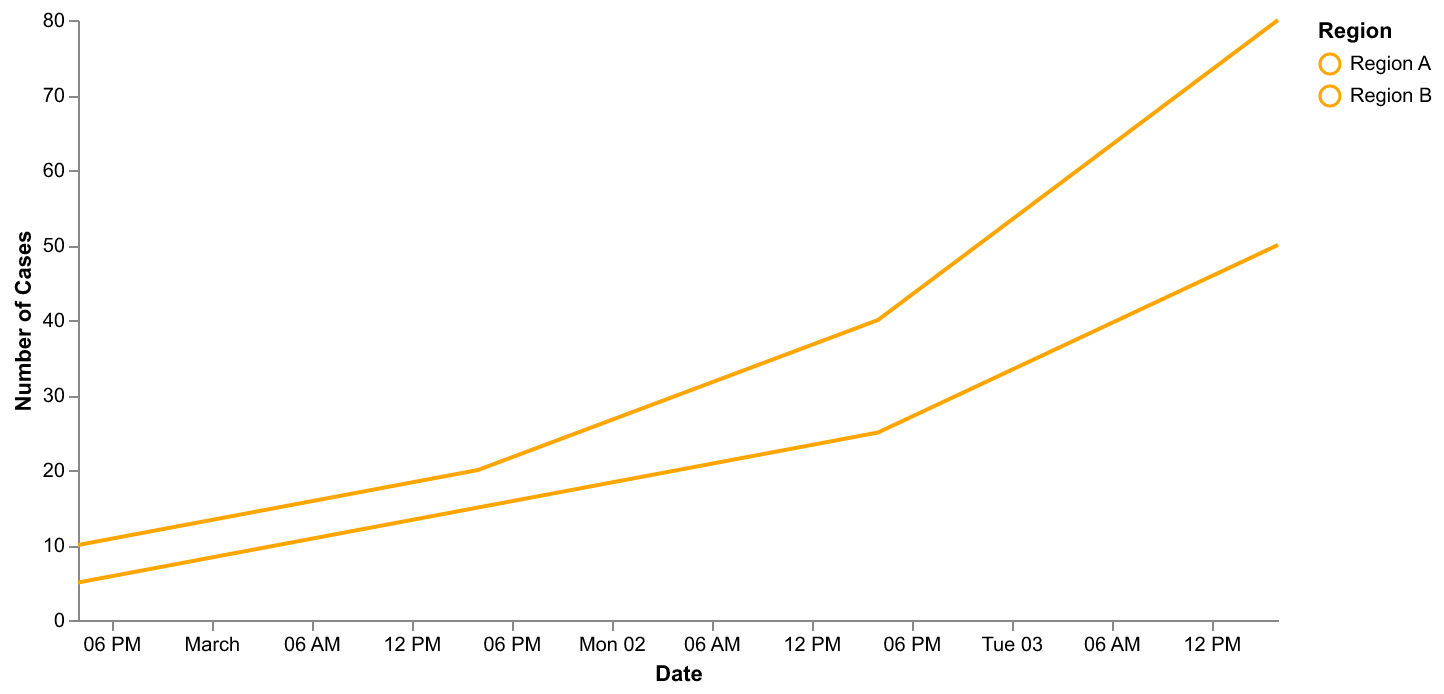 80
70
60
50
40
30
20
10
0
Number of Cases
06 PM March 06 AM 12 PM 06 PM Mon 02 06 AM 12 PM 06 PM Tue 03 06 AM 12 PM
Date
Region
Region A
Region B